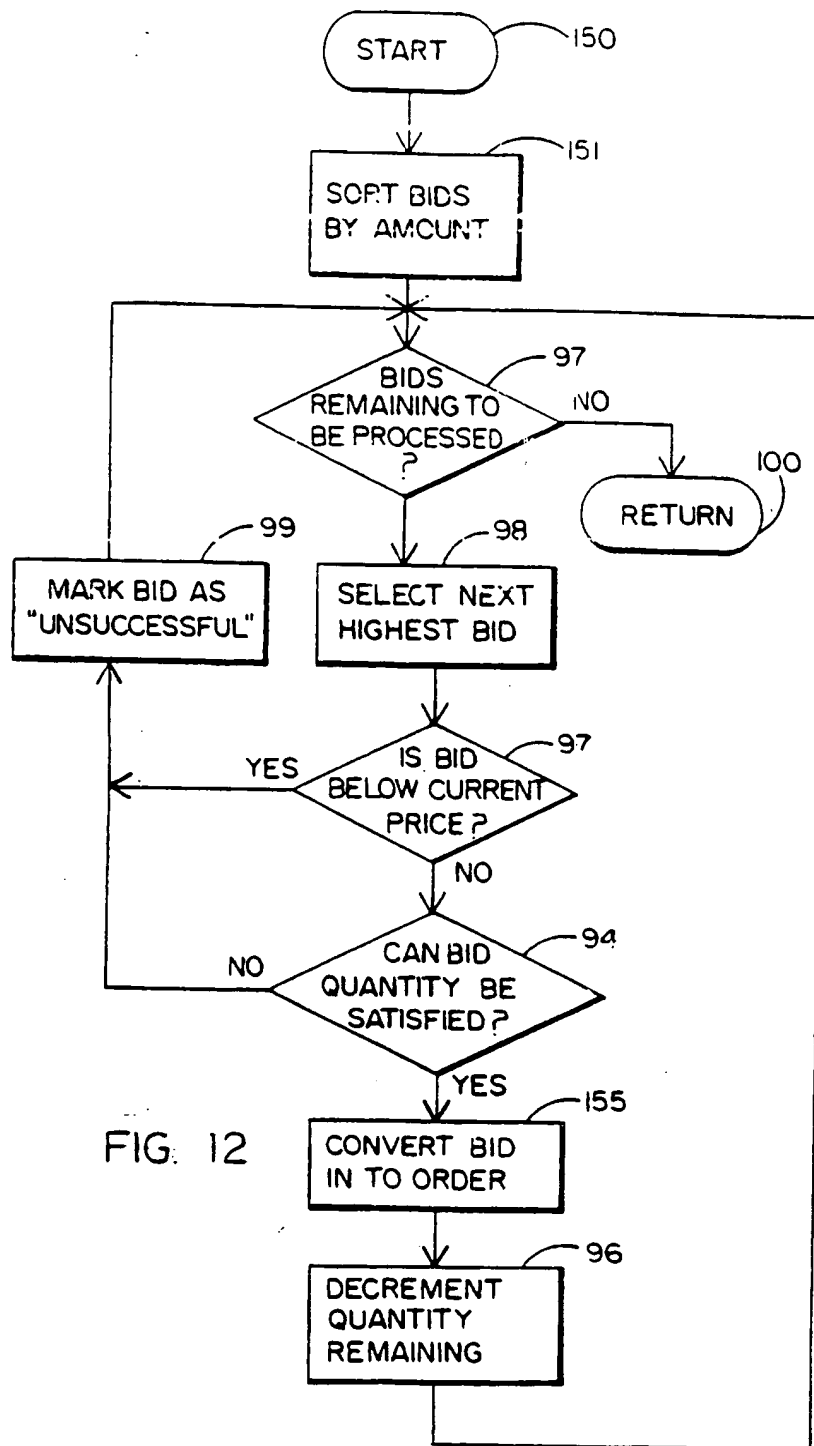 START
150
151
SORT BIDS
BY AMOUNT
97
BIDS
REMAINING TO
BE PROCESSED
?
NO
100
RETURN
99
MARK BID AS
"UNSUCCESSFUL"
98
SELECT NEXT
HIGHEST BID
97
YES
IS BID
BELOW CURRENT
PRICE?
NO
94
NO
CAN BID
QUANTITY BE
SATISFIED?
YES
155
FIG. 12
CONVERT BID
IN TO ORDER
96
DECREMENT
QUANTITY
REMAINING